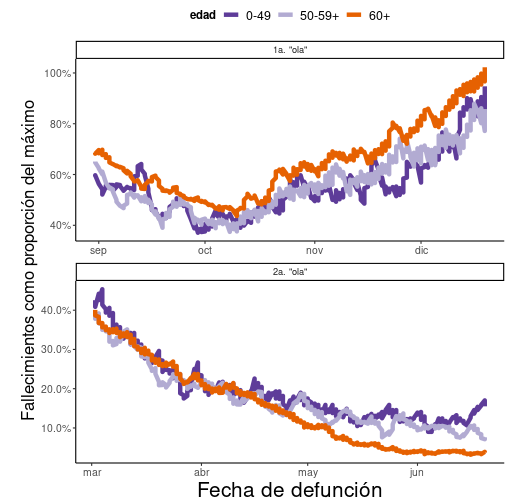 edad 0-49 50-59+ 60+
1a. "ola"
100%
80%
60%
40%
sep oct nov dic
Fallecimientos como proporción del máximo
2a. "ola"
40.0%
30.0%
20.0%
10.0%
mar abr may jun
Fecha de defunción